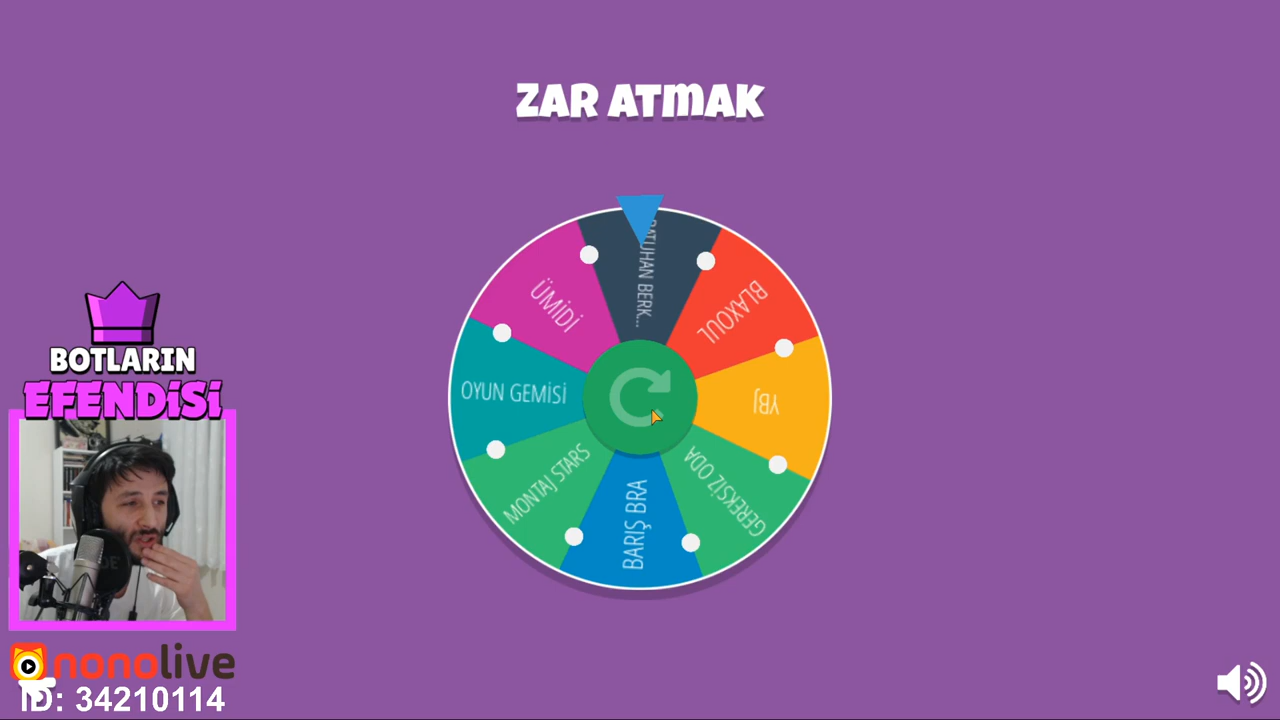 ZAR ATMAK
BERK...
BLAXOUL
YBJ
GEREKSİZ ODA
BARIŞ BRA
MONTAJ STARS
OYUN GEMİSİ
ÜMİDİ
BOTLARIN
EFENDİSİ
nonolive
ID: 34210114